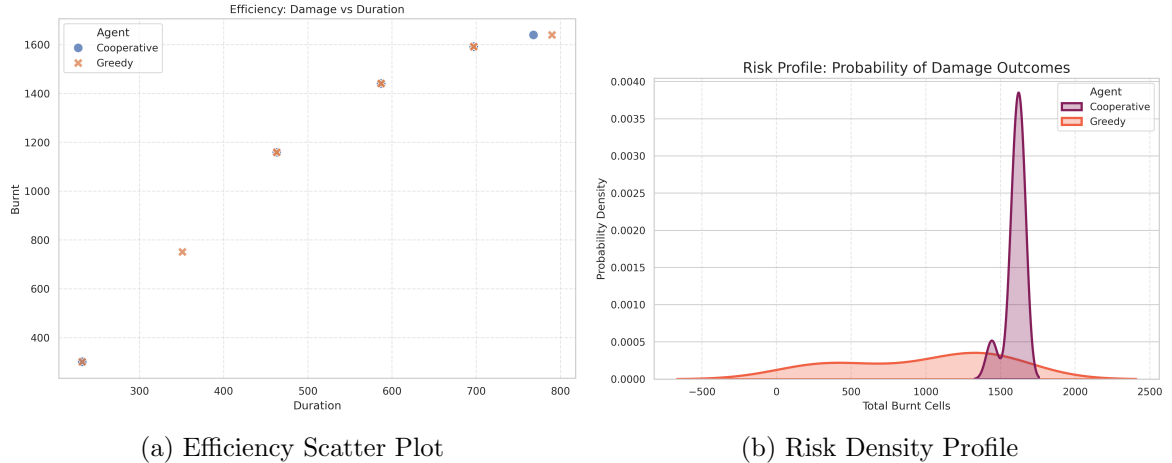 Efficiency: Damage vs Duration
Agent
Cooperative
Greedy
1600
1400
1200
1000
800
600
400
Burnt
300
400
500
600
700
800
Duration
(a) Efficiency Scatter Plot
Risk Profile: Probability of Damage Outcomes
Agent
Cooperative
Greedy
0.0040
0.0035
0.0030
0.0025
0.0020
0.0015
0.0010
0.0005
0.0000
Probability Density
−500
0
500
1000
1500
2000
2500
Total Burnt Cells
(b) Risk Density Profile